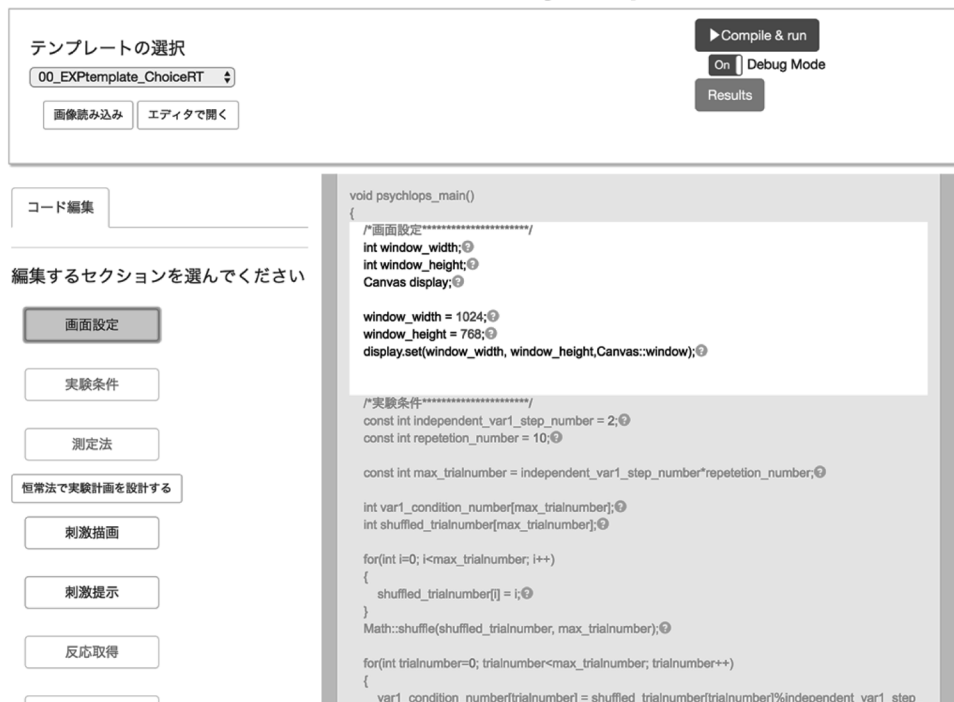 テンプレートの選択
00_EXPtemplate_ChoiceRT
画像読み込み
エディタで開く
▶Compile & run
On Debug Mode
Results
コード編集
編集するセクションを選んでください
画面設定
実験条件
測定法
恒常法で実験計画を設計する
刺激描画
刺激提示
反応取得
void psychlops_main()
{
/*画面設定***********************/
int window_width;?
int window_height;?
Canvas display;?
window_width = 1024;?
window_height = 768;?
display.set(window_width, window_height,Canvas::window);?
/*実験条件***********************/
const int independent_var1_step_number = 2;?
const int repetetion_number = 10;?
const int max_trialnumber = independent_var1_step_number*repetetion_number;?
int var1_condition_number[max_trialnumber];?
int shuffled_trialnumber[max_trialnumber];?
for(int i=0; i<max_trialnumber; i++)
{
shuffled_trialnumber[i] = i;?
}
Math::shuffle(shuffled_trialnumber, max_trialnumber);?
for(int trialnumber=0; trialnumber<max_trialnumber; trialnumber++)
{
var1_condition_number[trialnumber] = shuffled_trialnumber[trialnumber]%independent_var1_step